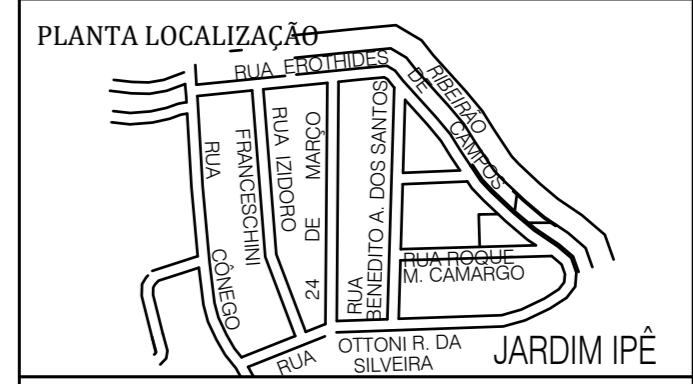 PLANTA LOCALIZAÇÃO
RUA EROTHIDES
DE
CAMPOS
RIBEIRÃO
RUA
CÔNEGO
FRANCESCHINI
RUA IZIDORO
24 DE MARÇO
RUA
BENEDITO A. DOS SANTOS
RUA ROQUE
M. CAMARGO
RUA
OTTONI R. DA
SILVEIRA
JARDIM IPÊ